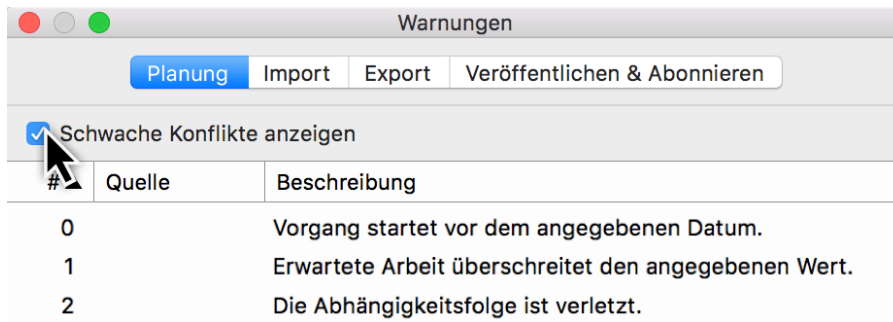 Warnungen
Planung Import Export Veröffentlichen & Abonnieren
Schwache Konflikte anzeigen
# Quelle Beschreibung
0 Vorgang startet vor dem angegebenen Datum.
1 Erwartete Arbeit überschreitet den angegebenen Wert.
2 Die Abhängigkeitsfolge ist verletzt.